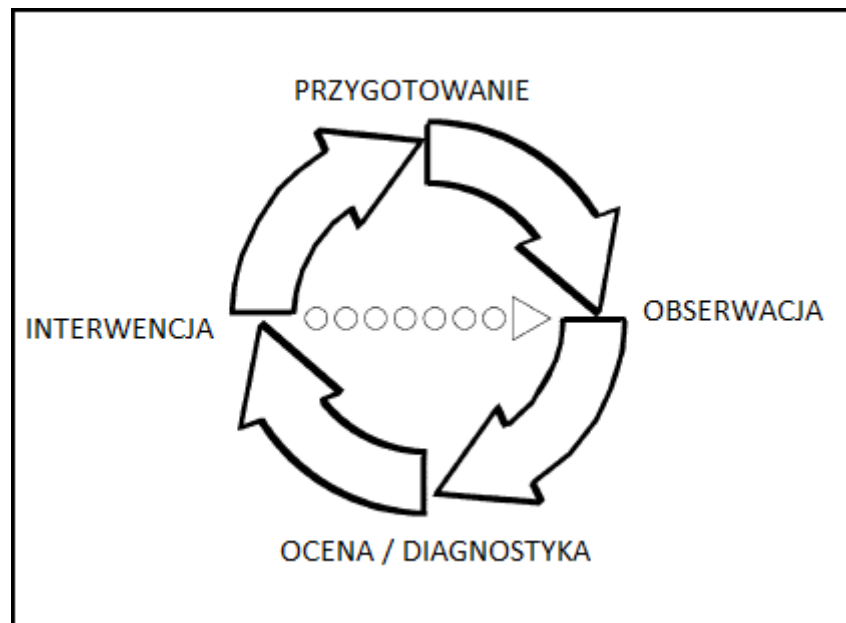 PRZYGOTOWANIE
INTERWENCJA
OBSERWACJA
OCENA / DIAGNOSTYKA